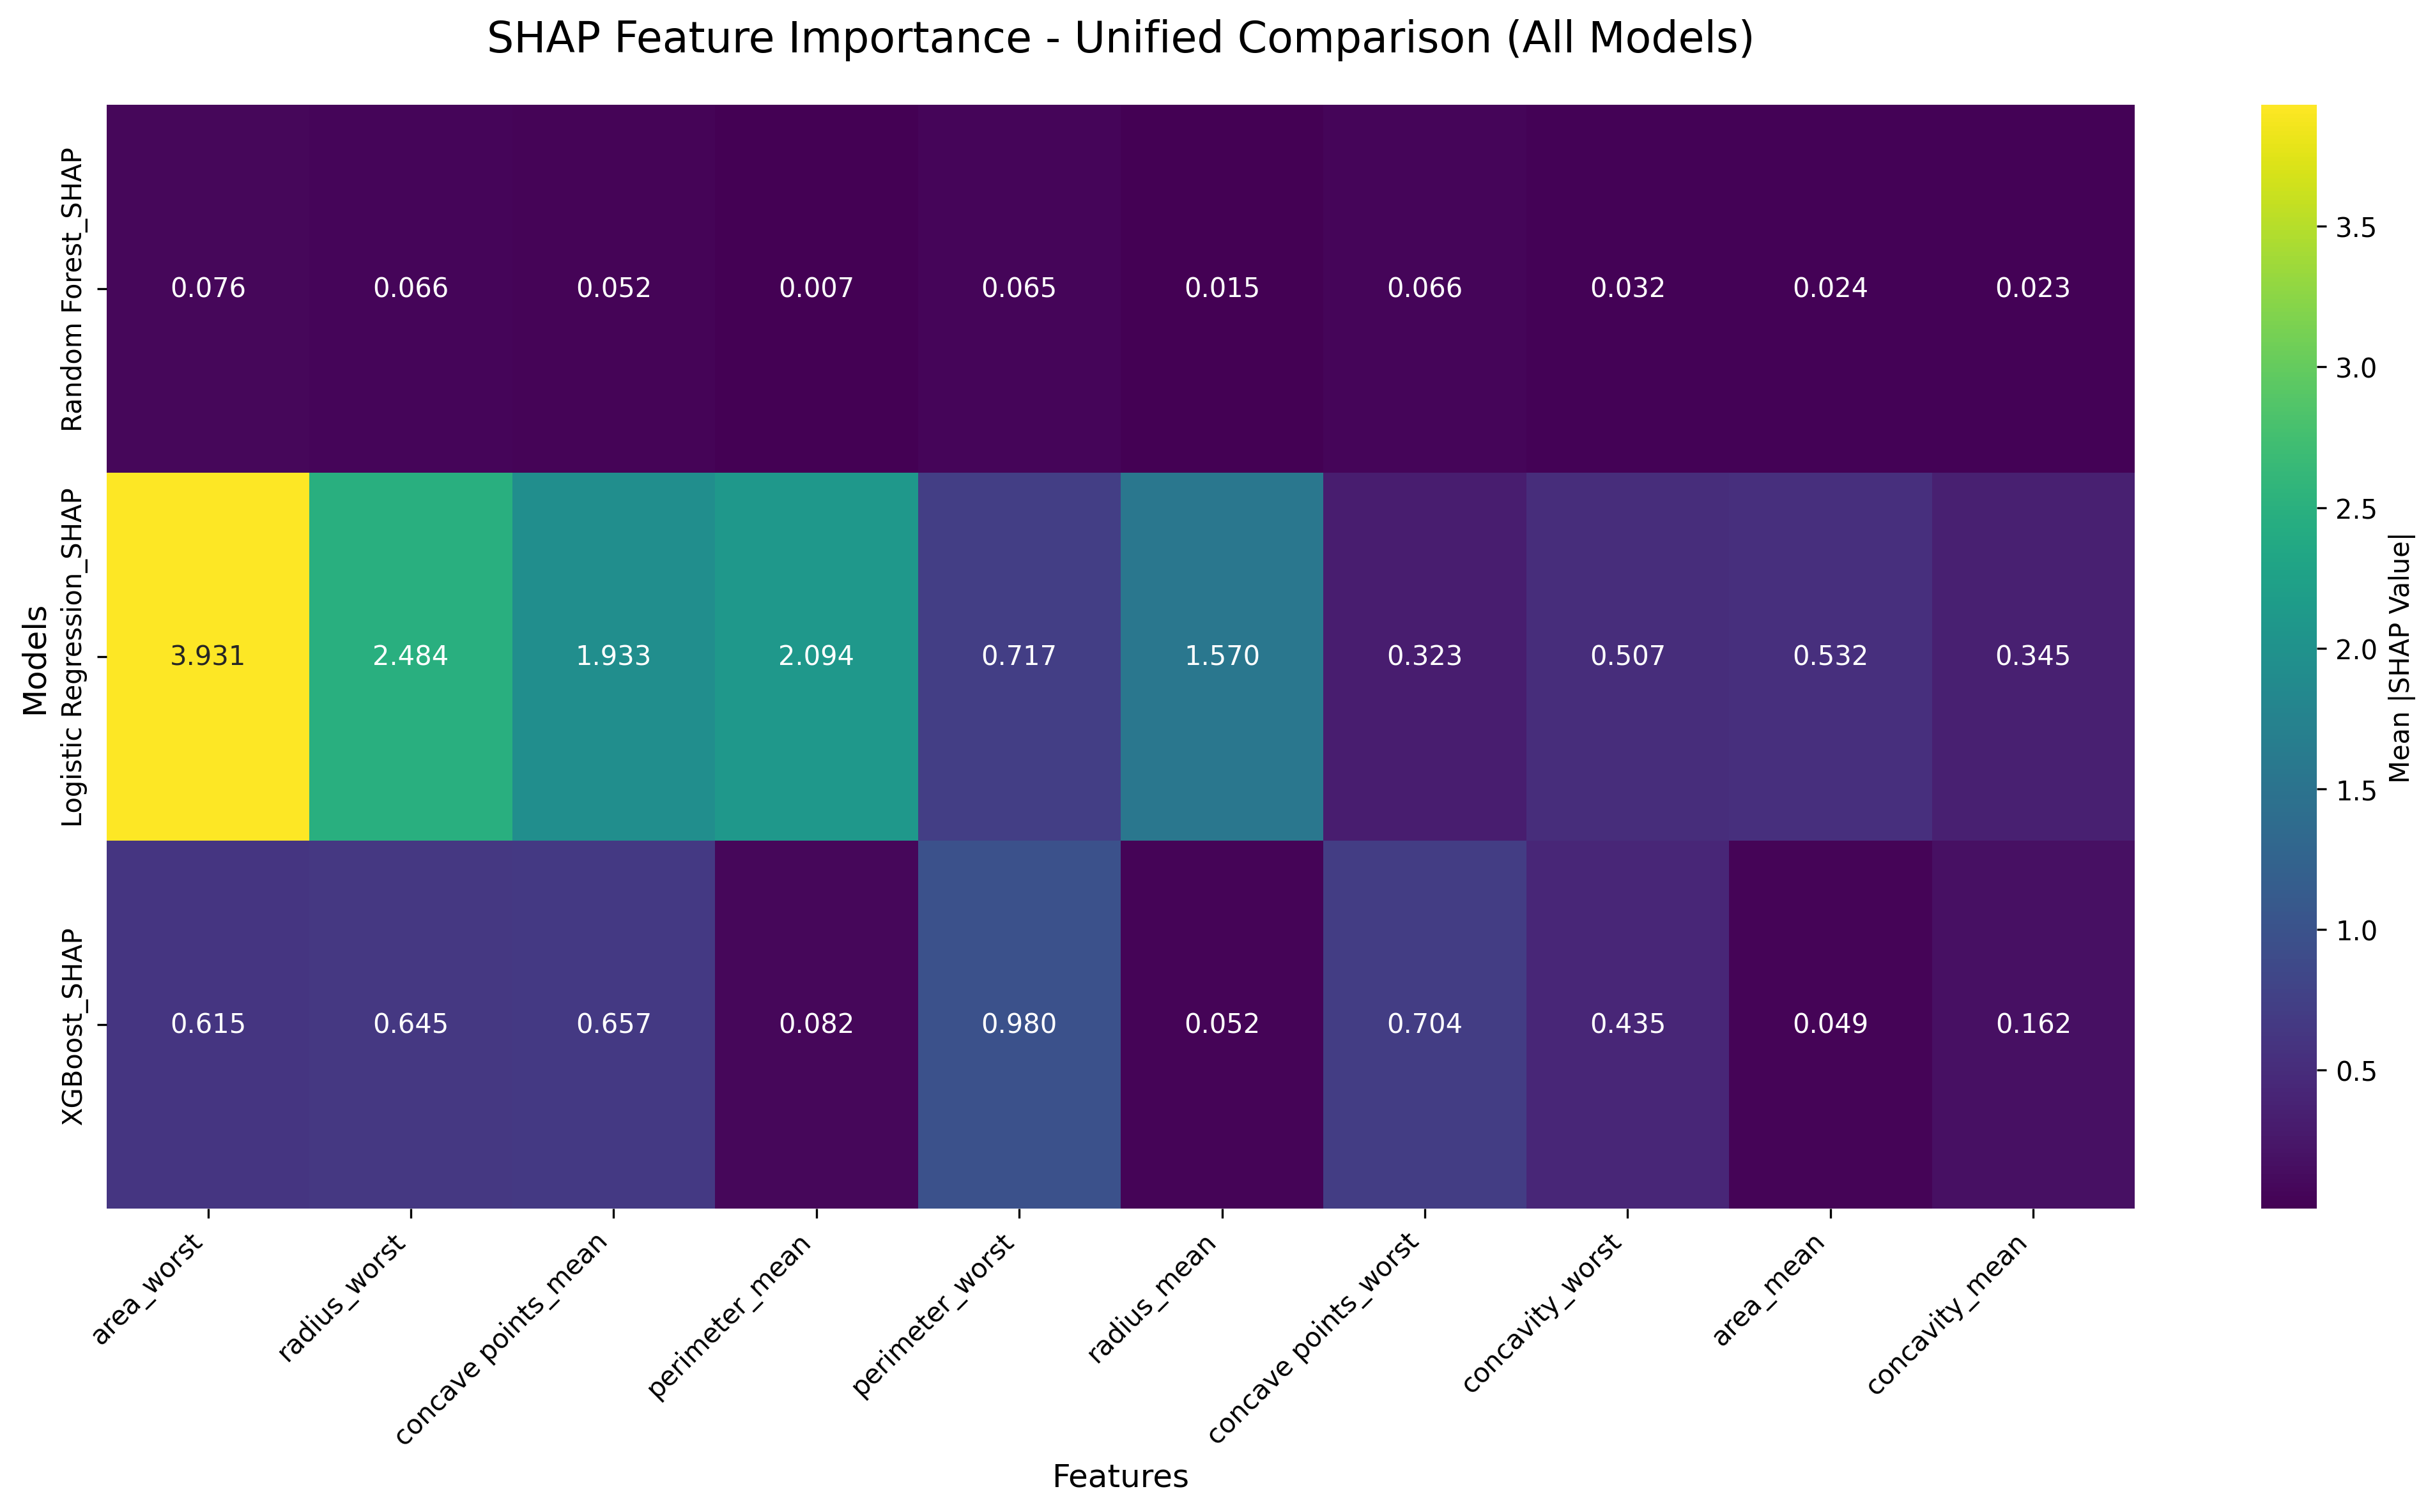 SHAP Feature Importance - Unified Comparison (All Models)
Models
Random Forest_SHAP
0.076 0.066 0.052 0.007 0.065 0.015 0.066 0.032 0.024 0.023
Logistic Regression_SHAP
3.931 2.484 1.933 2.094 0.717 1.570 0.323 0.507 0.532 0.345
XGBoost_SHAP
0.615 0.645 0.657 0.082 0.980 0.052 0.704 0.435 0.049 0.162
area_worst
radius_worst
concave points_mean
perimeter_mean
perimeter_worst
radius_mean
concave points_worst
concavity_worst
area_mean
concavity_mean
Features
3.5
3.0
2.5
2.0
1.5
1.0
0.5
Mean |SHAP Value|